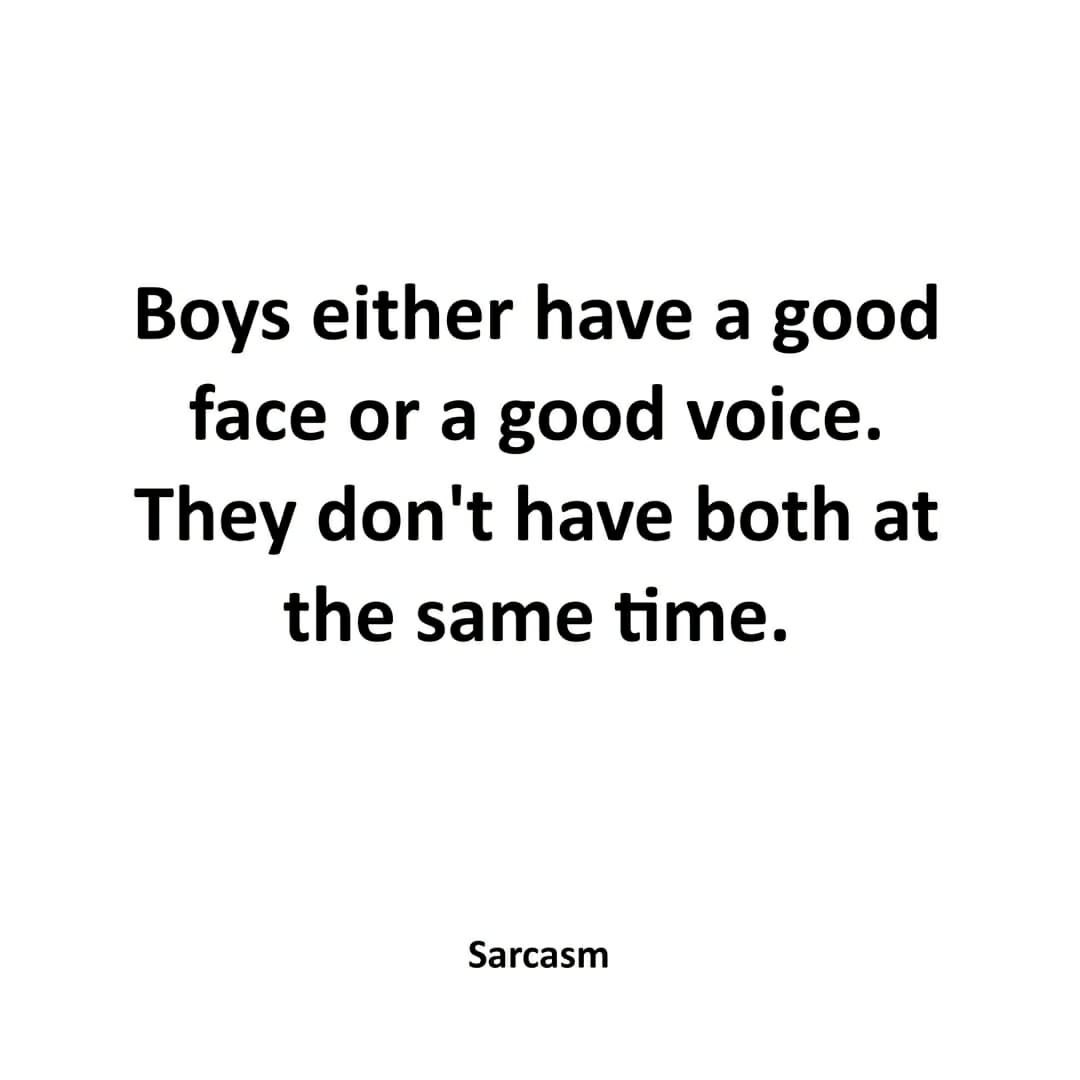 Boys either have a good
face or a good voice.
They don't have both at
the same time.
Sarcasm